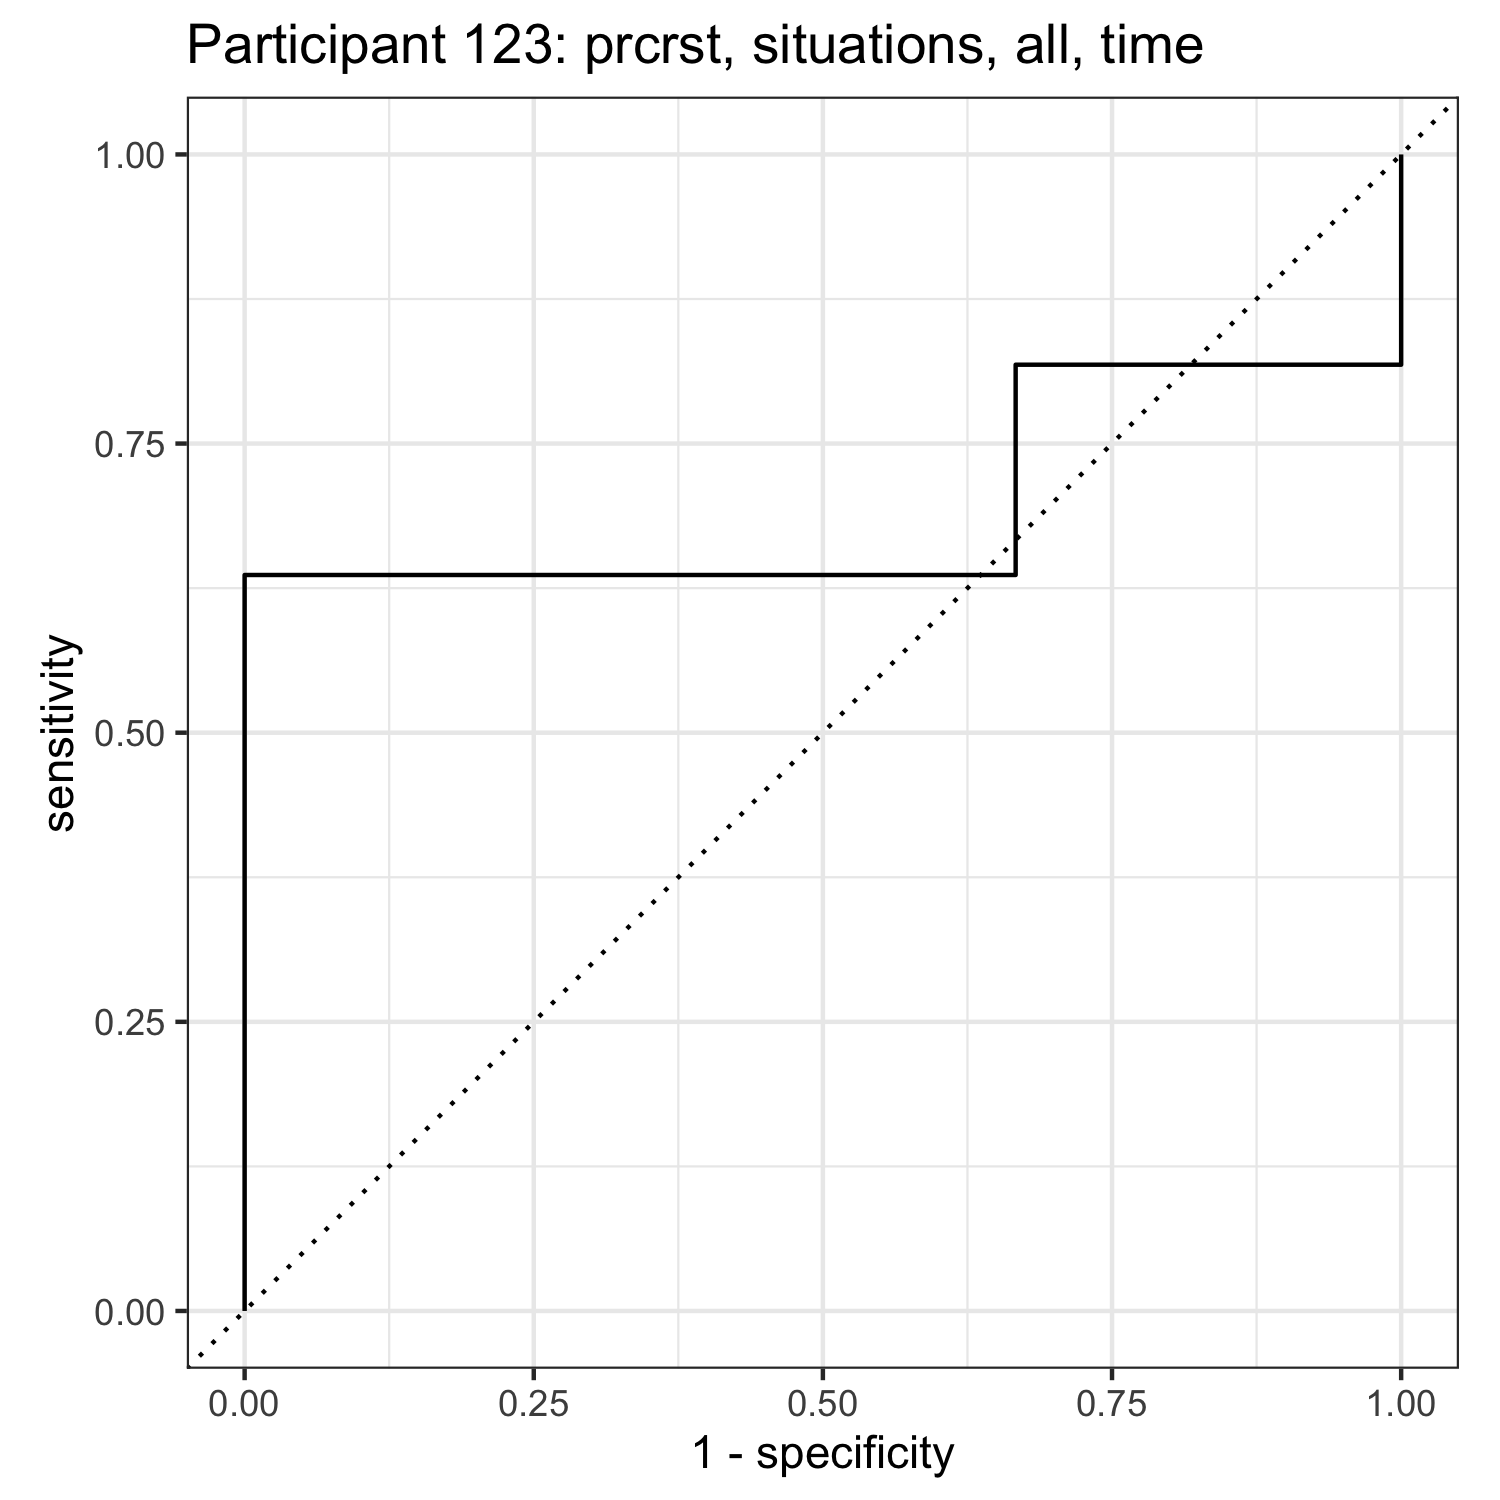 Participant 123: prcrst, situations, all, time
1.00
0.75
0.50
0.25
0.00
sensitivity
0.00 0.25 0.50 0.75 1.00
1 - specificity